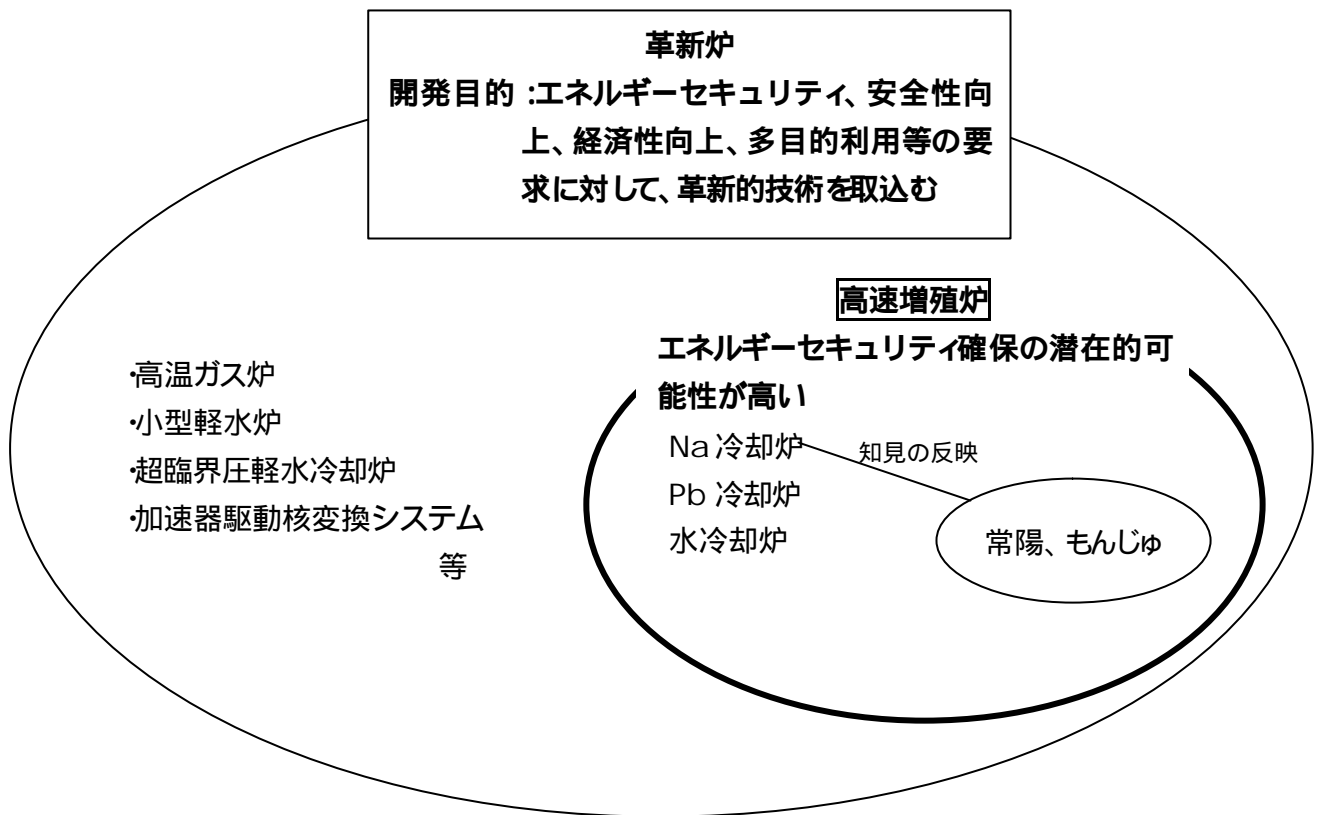 革新炉
開発目的:エネルギーセキュリティ、安全性向
上、経済性向上、多目的利用等の要
求に対して、革新的技術を取込む
・高温ガス炉
・小型軽水炉
・超臨界圧軽水冷却炉
・加速器駆動核変換システム
等
高速増殖炉
エネルギーセキュリティ確保の潜在的可
能性が高い
Na冷却炉
知見の反映
Pb冷却炉
水冷却炉
常陽、もんじゅ